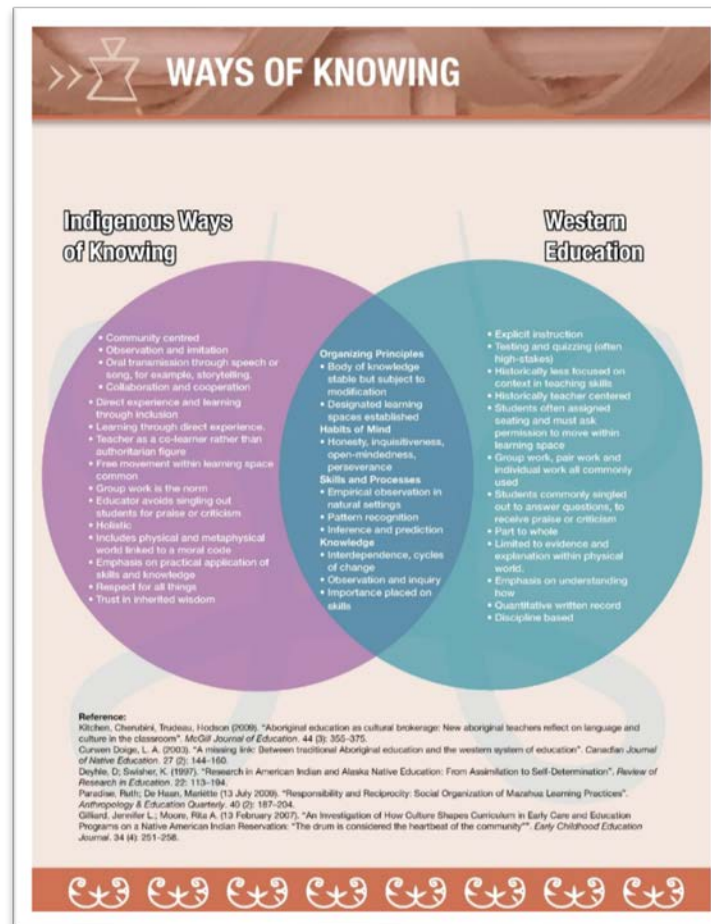 WAYS OF KNOWING
Indigenous Ways
of Knowing
• Community centred
• Observation and imitation
• Oral transmission through speech or
song, for example, storytelling.
• Collaboration and cooperation
• Direct experience and learning
through inclusion
• Learning through direct experience.
• Teacher as a co-learner rather than
authoritarian figure
• Free movement within learning space
common
• Group work is the norm
• Educator avoids singling out
students for praise or criticism
• Holistic
• Includes physical and metaphysical
world linked to a moral code
• Emphasis on practical application of
skills and knowledge
• Respect for all things
• Trust in inherited wisdom
Organizing Principles
• Body of knowledge
stable but subject to
modification
• Designated learning
spaces established
Habits of Mind
• Honesty, inquisitiveness,
open-mindedness,
perseverance
Skills and Processes
• Empirical observation in
natural settings
• Pattern recognition
• Inference and prediction
Knowledge
• Interdependence, cycles
of change
• Observation and inquiry
• Importance placed on
skills
Western
Education
• Explicit instruction
• Testing and quizzing (often
high-stakes)
• Historically less focused on
context in teaching skills
• Historically teacher centered
• Students often assigned
seating and must ask
permission to move within
learning space
• Group work, pair work and
individual work all commonly
used
• Students commonly singled
out to answer questions, to
receive praise or criticism
• Part to whole
• Limited to evidence and
explanation within physical
world.
• Emphasis on understanding
how
• Quantitative written record
• Discipline based
Reference:
Kitchen, Cherubini, Trudeau, Hodson (2009). "Aboriginal education as cultural brokerage: New aboriginal teachers reflect on language and
culture in the classroom". McGill Journal of Education. 44 (3): 355–375.
Curwen Doige, L. A. (2003). "A missing link: Between traditional Aboriginal education and the western system of education". Canadian Journal
of Native Education. 27 (2): 144–160.
Deyhle, D; Swisher, K. (1997). "Research in American Indian and Alaska Native Education: From Assimilation to Self-Determination". Review of
Research in Education. 22: 113–194.
Paradise, Ruth; De Haan, Mariëtte (13 July 2009). "Responsibility and Reciprocity: Social Organization of Mazahua Learning Practices".
Anthropology & Education Quarterly. 40 (2): 187–204.
Gilliard, Jennifer L.; Moore, Rita A. (13 February 2007). "An Investigation of How Culture Shapes Curriculum in Early Care and Education
Programs on a Native American Indian Reservation: "The drum is considered the heartbeat of the community"". Early Childhood Education
Journal. 34 (4): 251–258.